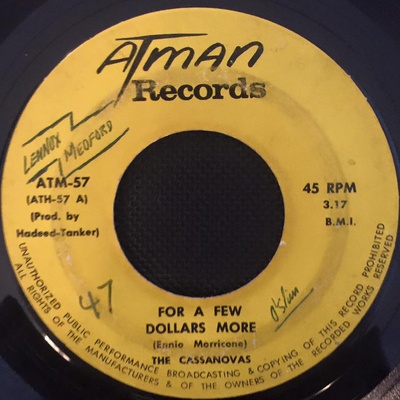 ATMAN
Records
LENNOX
MEDFORD
ATM-57
(ATH-57 A)
(Prod. by
Hadeed-Tanker)
45 RPM
3.17
B.M.I.
47
FOR A FEW
DOLLARS MORE
(Ennio Morricone)
THE CASSANOVAS
UNAUTHORIZED PUBLIC PERFORMANCE BROADCASTING & COPYING OF THIS RECORD PROHIBITED
ALL RIGHTS OF THE MANUFACTURERS & OF THE OWNERS OF THE RECORDED WORKS RESERVED